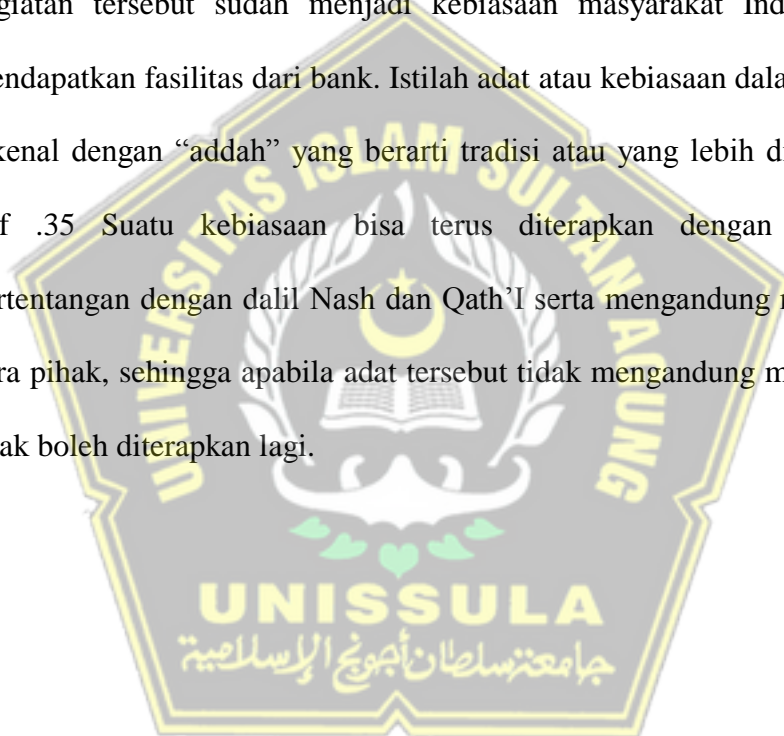 giatan tersebut sudah menjadi kebiasaan masyarakat Ind
endapatkan fasilitas dari bank. Istilah adat atau kebiasaan dala
kenal dengan “addah” yang berarti tradisi atau yang lebih di
f .35 Suatu kebiasaan bisa terus diterapkan dengan
rtentangan dengan dalil Nash dan Qath’I serta mengandung
ra pihak, sehingga apabila adat tersebut tidak mengandung m
ak boleh diterapkan lagi.
UNIVERSITAS ISLAM SULTAN AGUNG
UNISSULA
جامعتسلطان أجونج الإسلامية